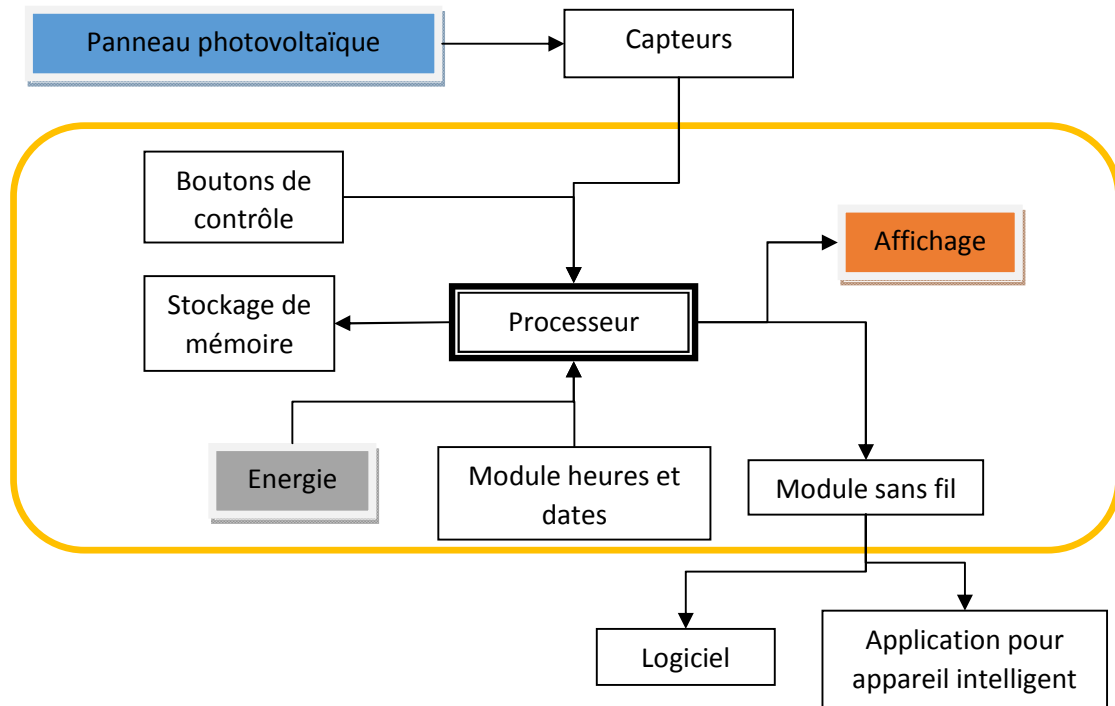 Panneau photovoltaïque
Capteurs
Boutons de
contrôle
Affichage
Stockage de
mémoire
Processeur
Energie
Module heures et
dates
Module sans fil
Logiciel
Application pour
appareil intelligent